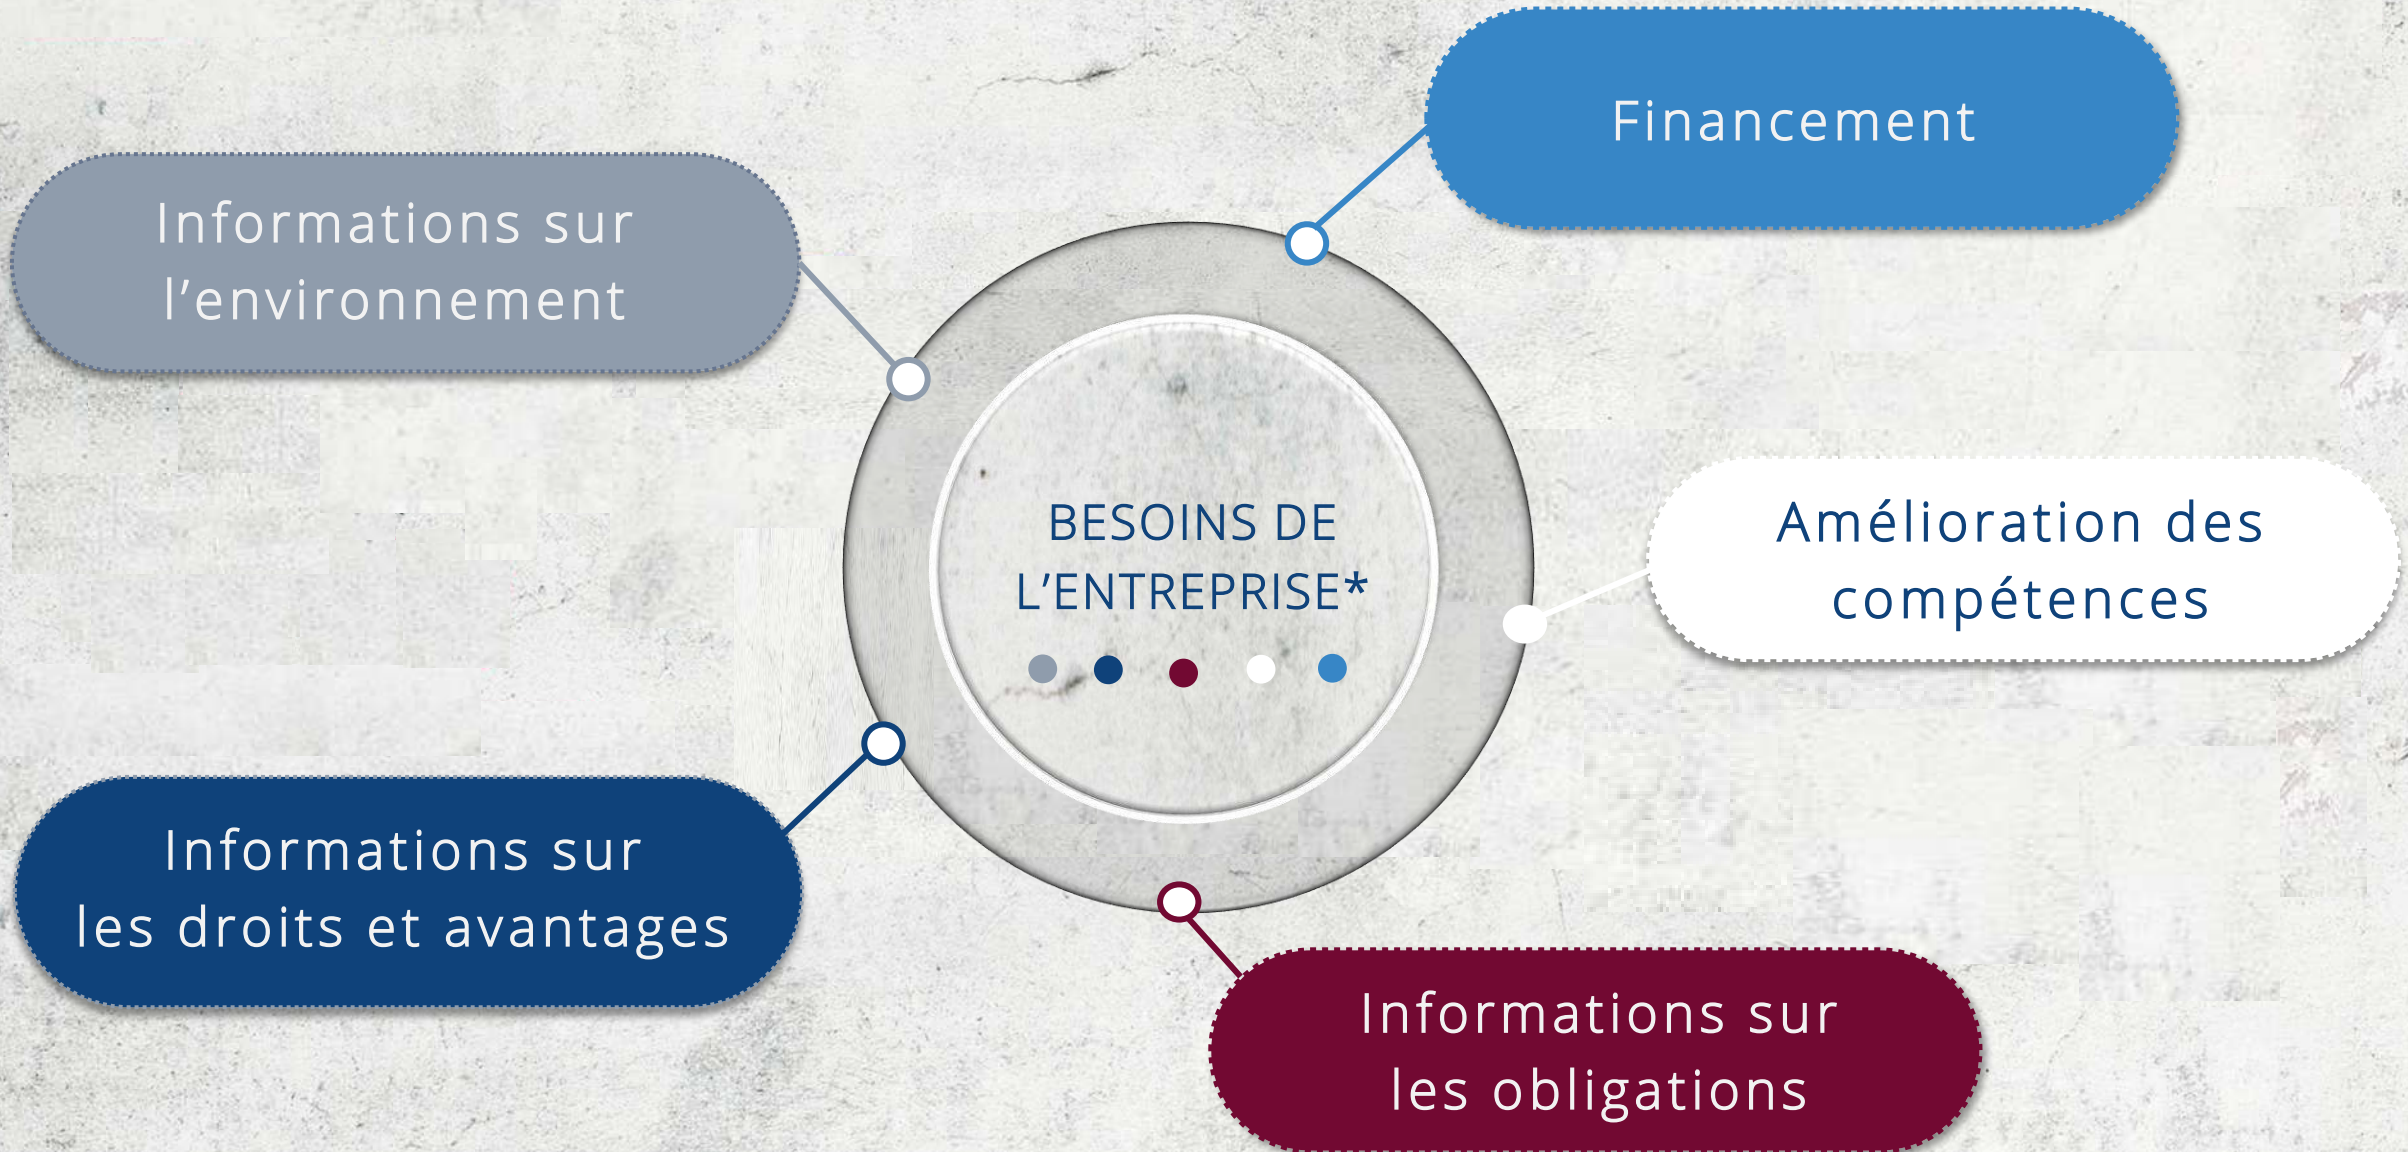 Financement
Informations sur
l’environnement
BESOINS DE
L’ENTREPRISE*
Amélioration des
compétences
Informations sur
les droits et avantages
Informations sur
les obligations